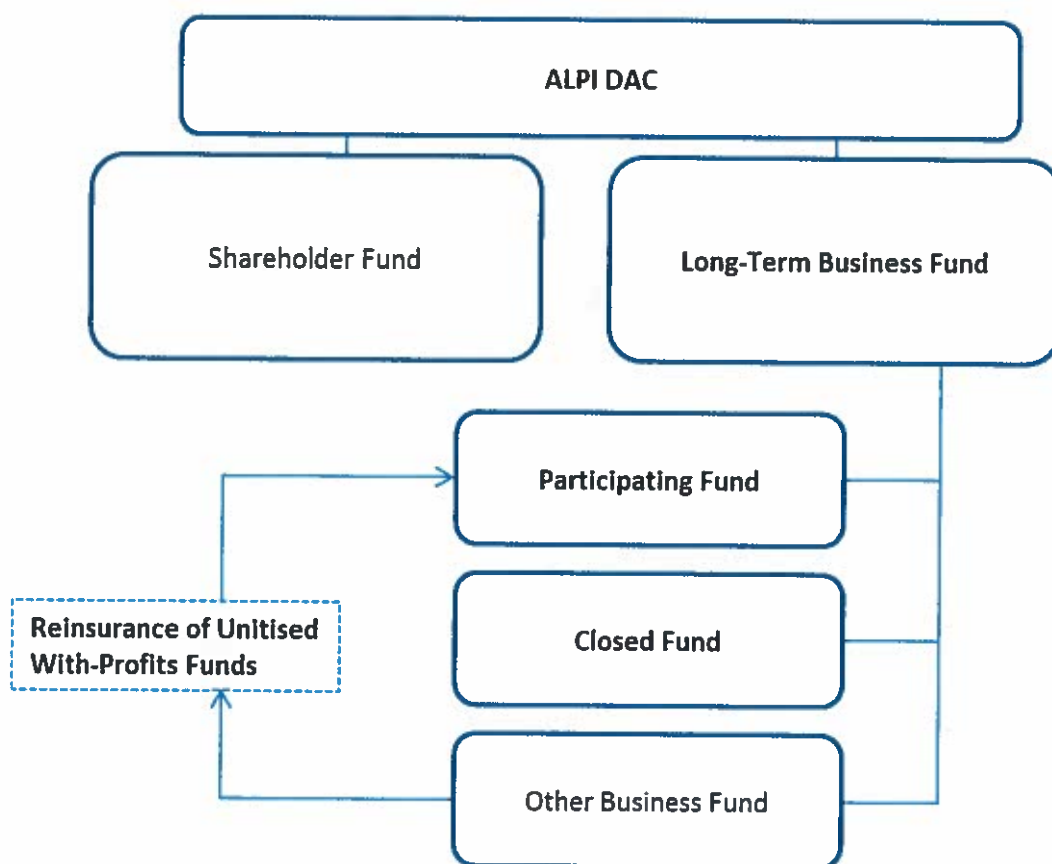 ALPI DAC
Shareholder Fund
Long-Term Business Fund
Participating Fund
Reinsurance of Unitised
With-Profits Funds
Closed Fund
Other Business Fund